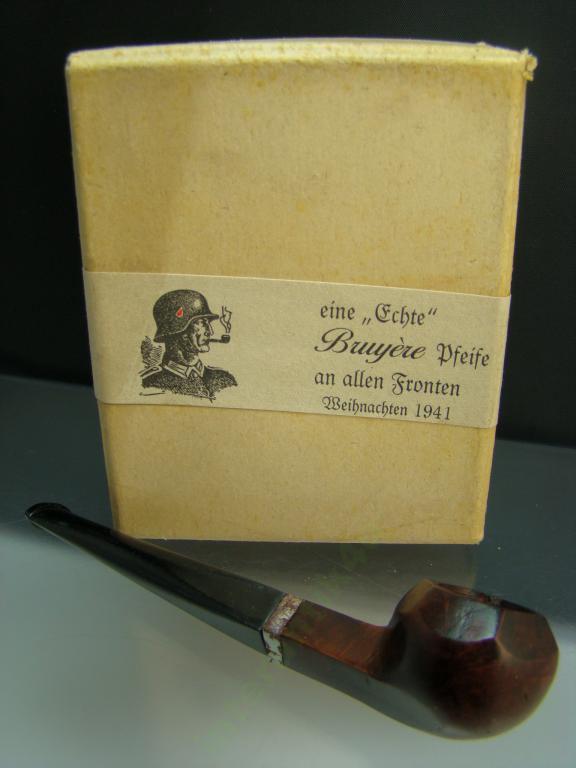 eine „Echte“
Bruyère Pfeife
an allen Fronten
Weihnachten 1941